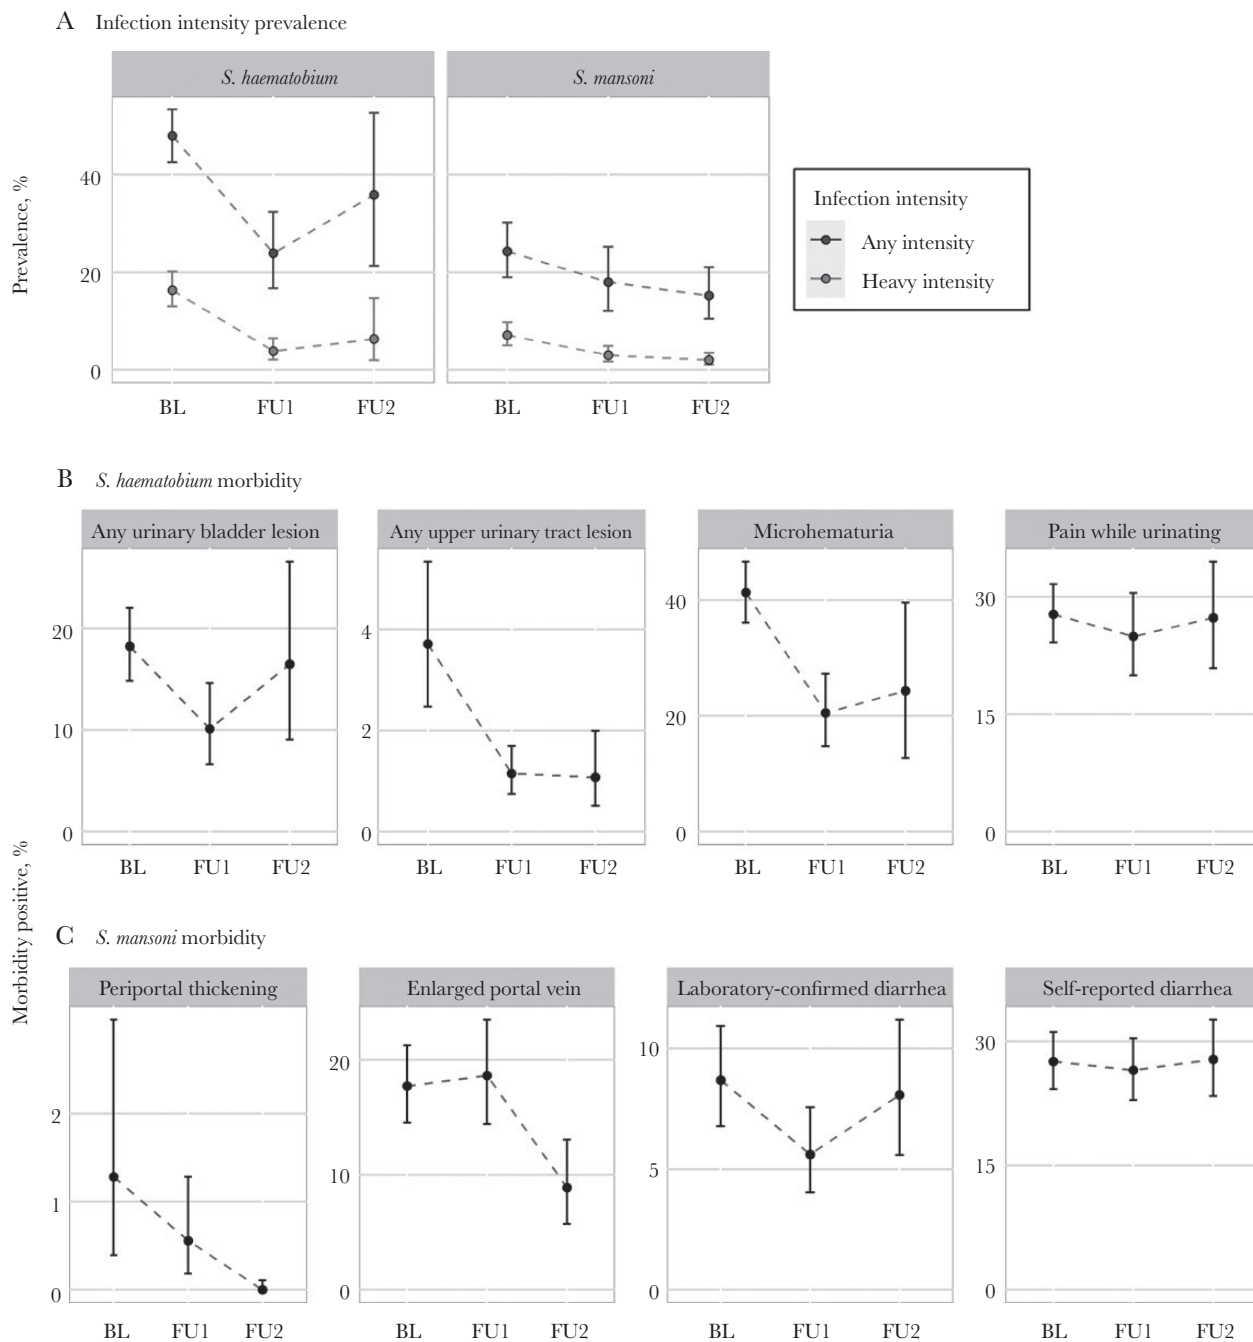 A Infection intensity prevalence
S. haematobium
S. mansoni
Prevalence, %
40
20
0
BL FU1 FU2
BL FU1 FU2
Infection intensity
Any intensity
Heavy intensity
B S. haematobium morbidity
Morbidity positive, %
Any urinary bladder lesion
20
10
0
BL FU1 FU2
Any upper urinary tract lesion
4
2
0
BL FU1 FU2
Microhematuria
40
20
0
BL FU1 FU2
Pain while urinating
30
15
0
BL FU1 FU2
C S. mansoni morbidity
Periportal thickening
2
1
0
BL FU1 FU2
Enlarged portal vein
20
10
0
BL FU1 FU2
Laboratory-confirmed diarrhea
10
5
0
BL FU1 FU2
Self-reported diarrhea
30
15
0
BL FU1 FU2